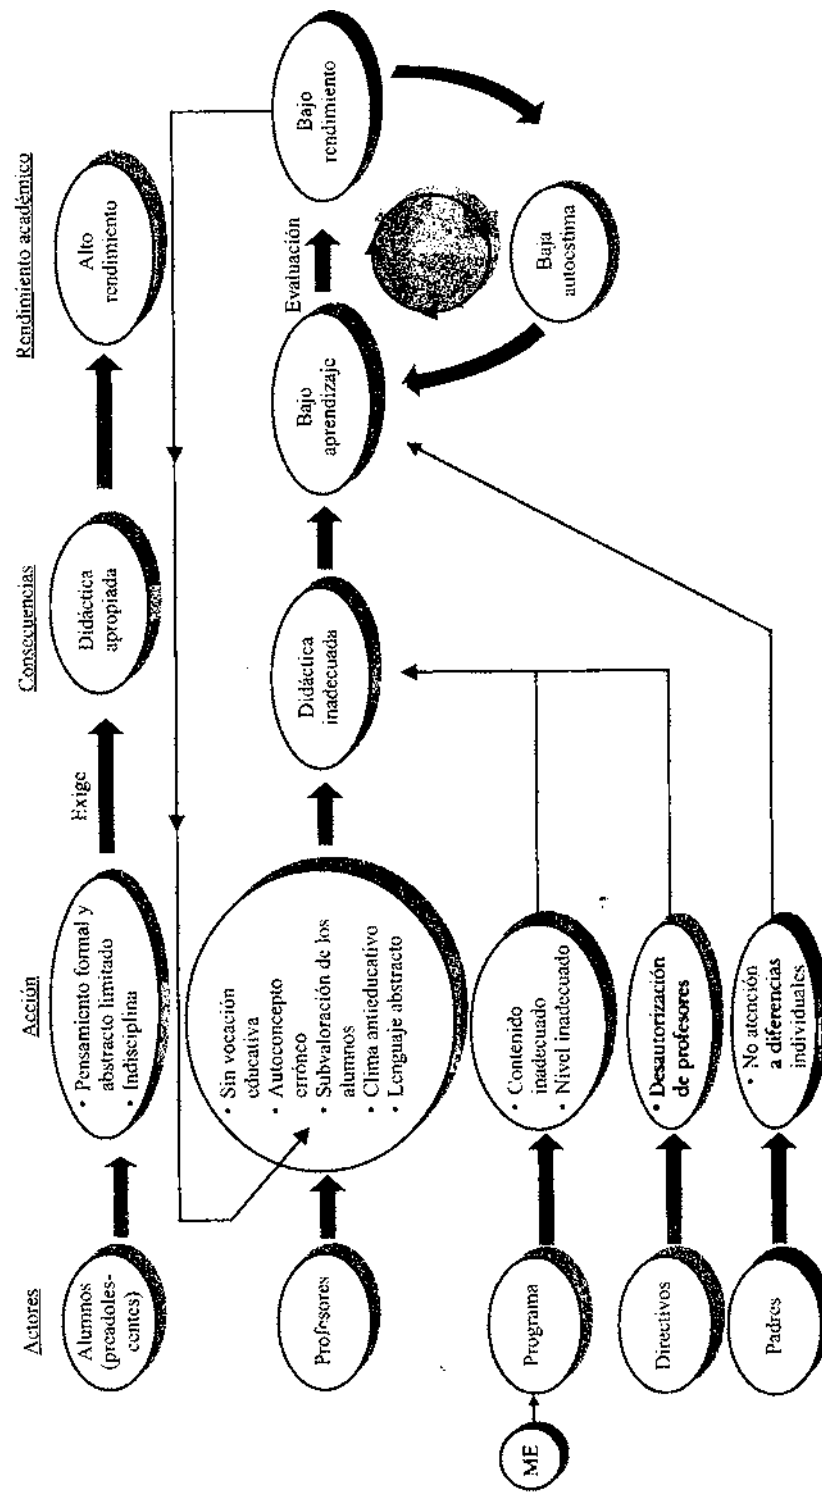 Actores
Acción
Consecuencias
Rendimiento académico
Alumnos
(preadoles-
centes)
• Pensamiento formal y
abstracto limitado
• Indisciplina
Exige
Didáctica
apropiada
Alto
rendimiento
Profesores
• Sin vocación
educativa
• Autoconcepto
erróneo
• Subvaloración de los
alumnos
• Clima antieducativo
• Lenguaje abstracto
Didáctica
inadecuada
Bajo
aprendizaje
Evaluación
Bajo
rendimiento
Baja
autoestima
ME
Programa
• Contenido
inadecuado
• Nivel inadecuado
Directivos
• Desautorización
de profesores
Padres
• No atención
a diferencias
individuales